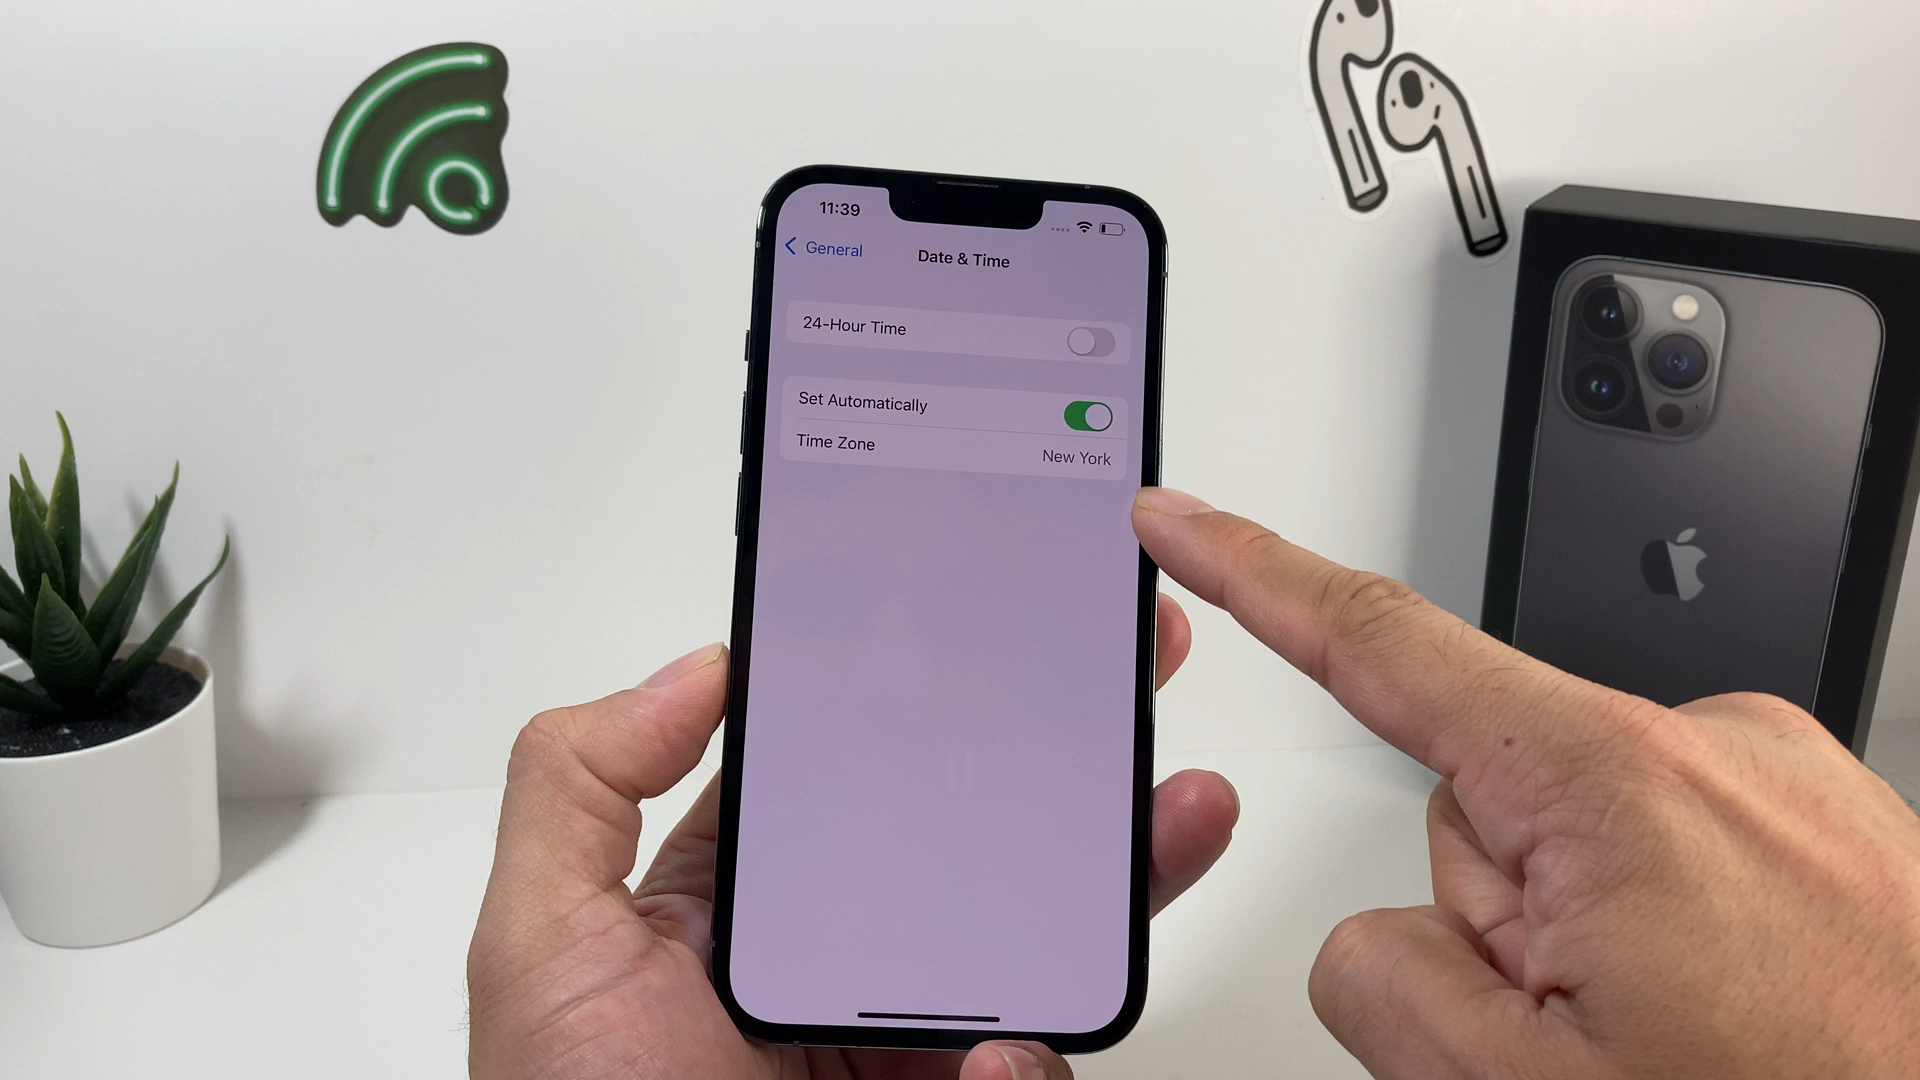 11:39
General
Date & Time
24-Hour Time
Set Automatically
Time Zone
New York